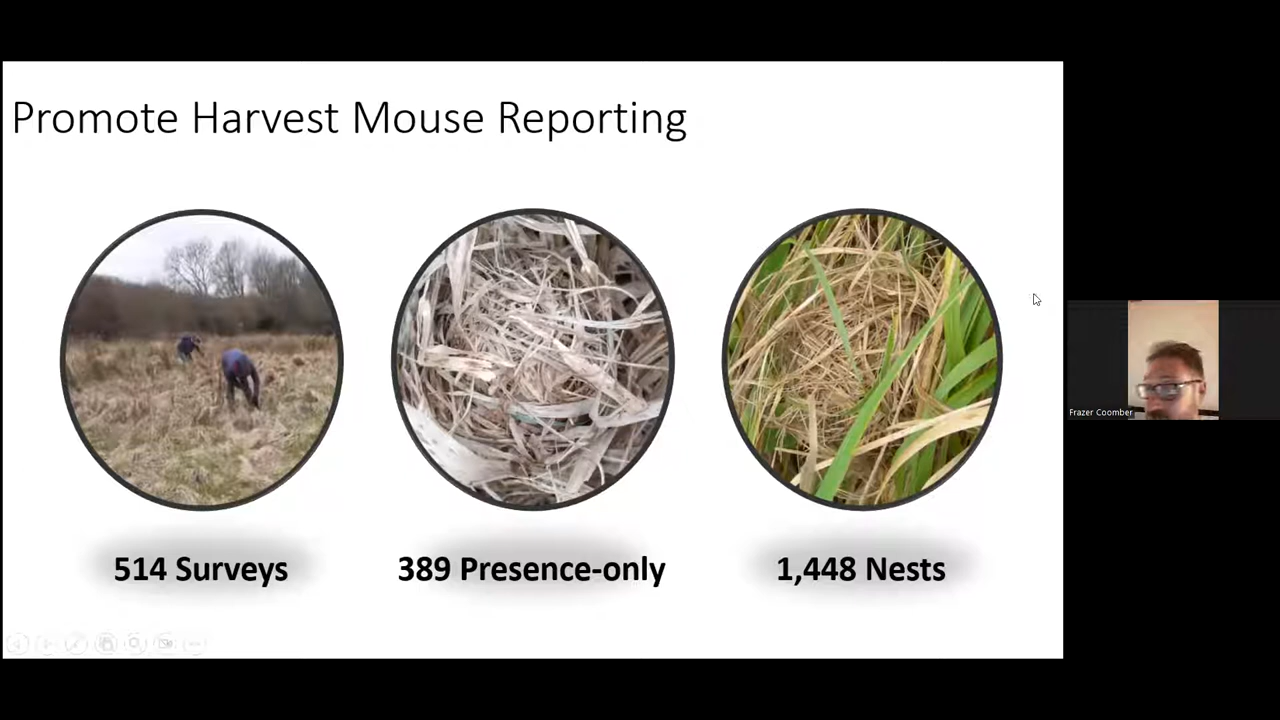 Promote Harvest Mouse Reporting
514 Surveys
389 Presence-only
1,448 Nests
Frazer Coomber